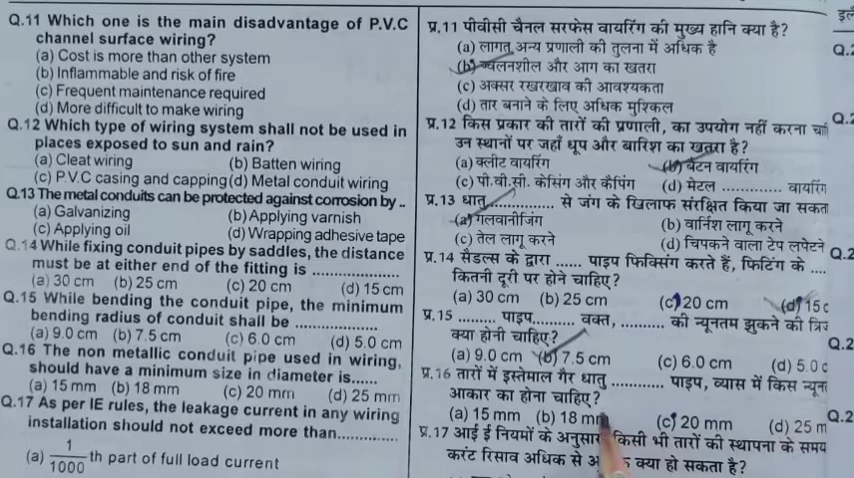 Q.11 Which one is the main disadvantage of P.V.C
channel surface wiring?
(a) Cost is more than other system
(b) Inflammable and risk of fire
(c) Frequent maintenance required
(d) More difficult to make wiring
Q.12 Which type of wiring system shall not be used in
places exposed to sun and rain?
(a) Cleat wiring (b) Batten wiring
(c) P.V.C casing and capping (d) Metal conduit wiring
Q.13 The metal conduits can be protected against corrosion by ..
(a) Galvanizing (b) Applying varnish
(c) Applying oil (d) Wrapping adhesive tape
Q.14 While fixing conduit pipes by saddles, the distance
must be at either end of the fitting is ...................
(a) 30 cm (b) 25 cm (c) 20 cm (d) 15 cm
Q.15 While bending the conduit pipe, the minimum
bending radius of conduit shall be ..................
(a) 9.0 cm (b) 7.5 cm (c) 6.0 cm (d) 5.0 cm
Q.16 The non metallic conduit pipe used in wiring,
should have a minimum size in diameter is......
(a) 15 mm (b) 18 mm (c) 20 mm (d) 25 mm
Q.17 As per IE rules, the leakage current in any wiring
installation should not exceed more than.............
(a) 1/1000 th part of full load current
प्र.11 पीवीसी चैनल सरफेस वायरिंग की मुख्य हानि क्या है?
(a) लागत अन्य प्रणाली की तुलना में अधिक है
(b) ज्वलनशील और आग का खतरा
(c) अक्सर रखरखाव की आवश्यकता
(d) तार बनाने के लिए अधिक मुश्किल
प्र.12 किस प्रकार की तारों की प्रणाली, का उपयोग नहीं करना
उन स्थानों पर जहाँ धूप और बारिश का खतरा है?
(a) क्लीट वायरिंग (b) बैटन वायरिंग
(c) पी.वी.सी. केसिंग और कैपिंग (d) मेटल .............. वायरिंग
प्र.13 धातु .............. से जंग के खिलाफ संरक्षित किया जा सकता
(a) गलवानीजिंग (b) वार्निश लागू करने
(c) तेल लागू करने (d) चिपकने वाला टेप लपेटने
प्र.14 सैडल्स के द्वारा ...... पाइप फिक्सिंग करते हैं, फिटिंग के ....
कितनी दूरी पर होने चाहिए?
(a) 30 cm (b) 25 cm (c) 20 cm (d) 15 c
प्र.15 ......... पाइप, ......... वक्त, .......... की न्यूनतम झुकने की
क्या होनी चाहिए?
(a) 9.0 cm (b) 7.5 cm (c) 6.0 cm (d) 5.0 c
प्र.16 तारों में इस्तेमाल गैर धातु ............ पाइप, व्यास में किस
आकार का होना चाहिए?
(a) 15 mm (b) 18 mm (c) 20 mm (d) 25 m
प्र.17 आई ई नियमों के अनुसार किसी भी तारों की स्थापना के समय
करंट रिसाव अधिक से क्या हो सकता है?
Q.2
Q.2
Q.2
Q.2